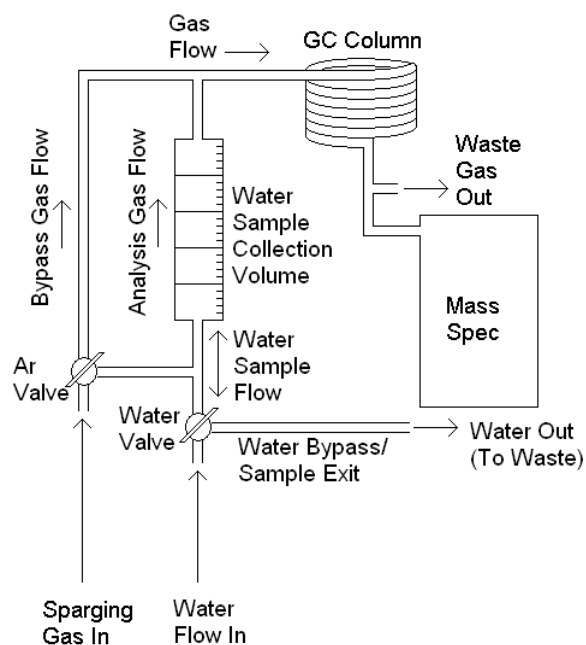 Gas
Flow
GC Column
Waste
Gas
Out
Bypass Gas Flow
Analysis Gas Flow
Water
Sample
Collection
Volume
Mass
Spec
Ar
Valve
Water
Sample
Flow
Water
Valve
Water Bypass/
Sample Exit
Water Out
(To Waste)
Sparging
Gas In
Water
Flow In